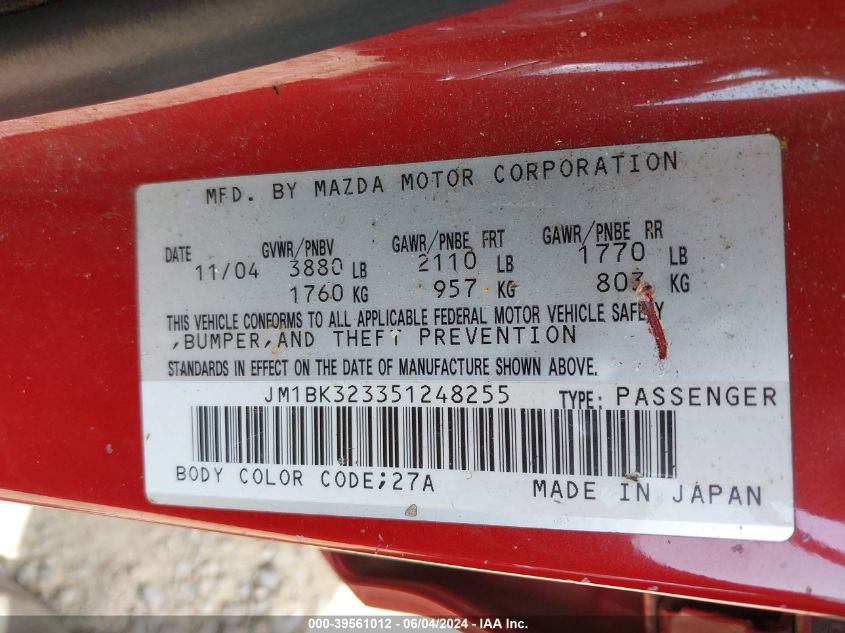 MFD. BY MAZDA MOTOR CORPORATION
DATE GVWR/PNBV GAWR/PNBE FRT GAWR/PNBE RR
11/04 3880 LB 2110 LB 1770 LB
1760 KG 957 KG 803 KG
THIS VEHICLE CONFORMS TO ALL APPLICABLE FEDERAL MOTOR VEHICLE SAFETY
,BUMPER,AND THEFT PREVENTION
STANDARDS IN EFFECT ON THE DATE OF MANUFACTURE SHOWN ABOVE.
JM1BK323351248255 TYPE: PASSENGER
BODY COLOR CODE;27A
MADE IN JAPAN
000-39561012 - 06/04/2024 - IAA Inc.